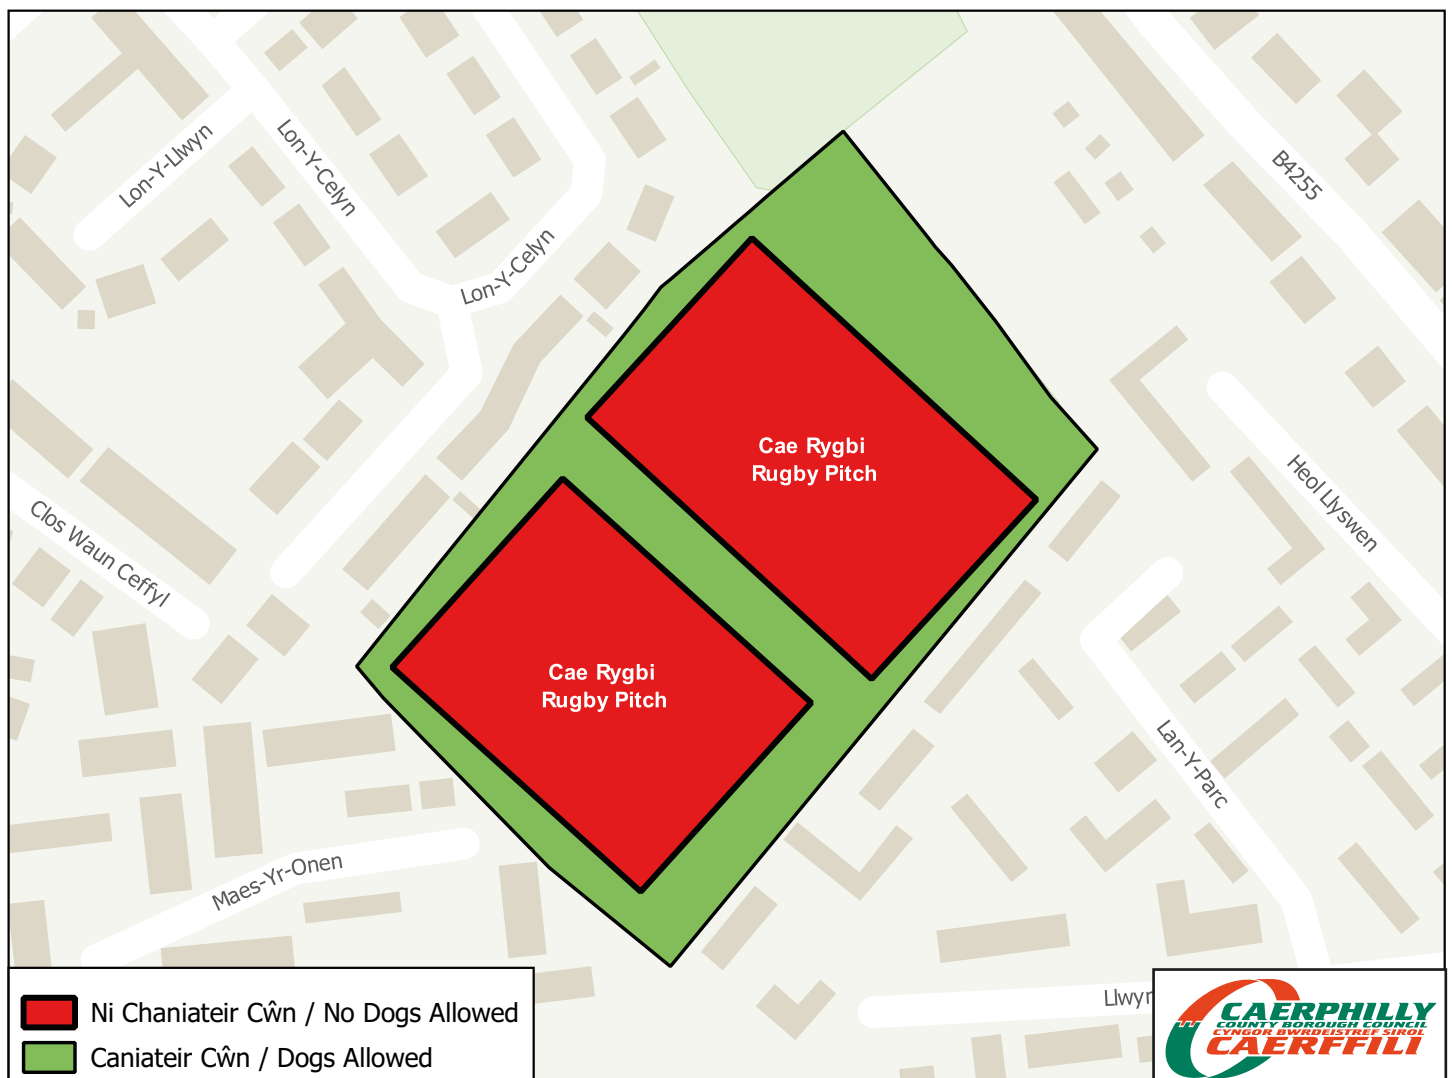 Lon-Y-Llwyn
Lon-Y-Celyn
Lon-Y-Celyn
B4255
Cae Rygbi
Rugby Pitch
Heol Llyswen
Clos Waun Ceffyl
Cae Rygbi
Rugby Pitch
Lan-Y-Parc
Maes-Yr-Onen
Ni Chaniateir Cŵn / No Dogs Allowed
Caniateir Cŵn / Dogs Allowed
CAERPHILLY
COUNTY BOROUGH COUNCIL
CYNGOR BWRDEISTREF SIROL
CAERFFILI